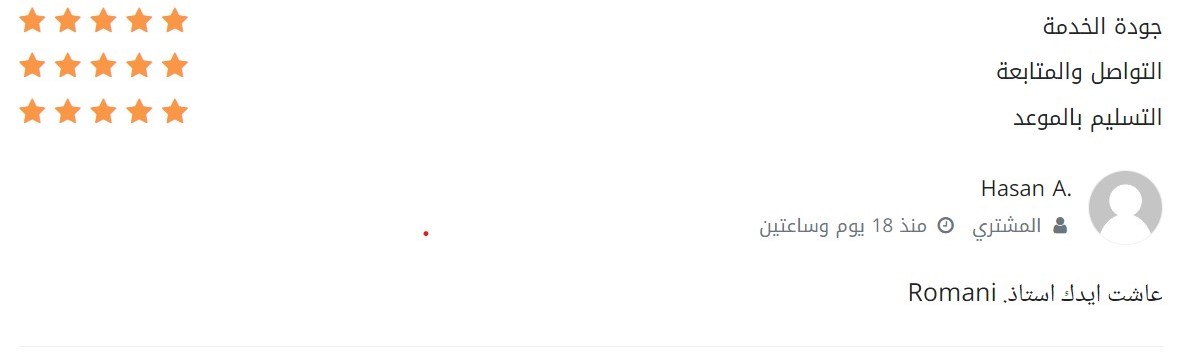 جودة الخدمة
التواصل والمتابعة
التسليم بالموعد
Hasan A.
المشتري منذ 18 يوم وساعتين
عاشت ايدك استاذ. Romani